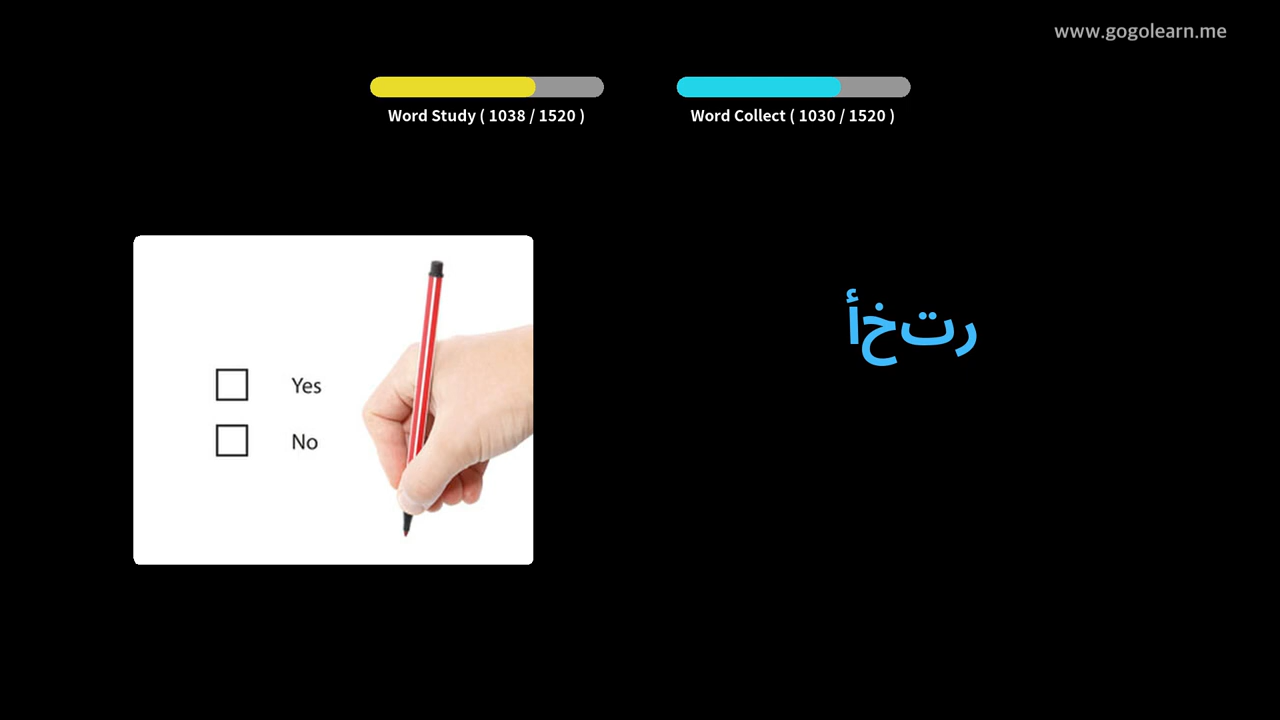 www.gogolearn.me
Word Study ( 1038 / 1520 )
Word Collect ( 1030 / 1520 )
رتخأ
Yes
No